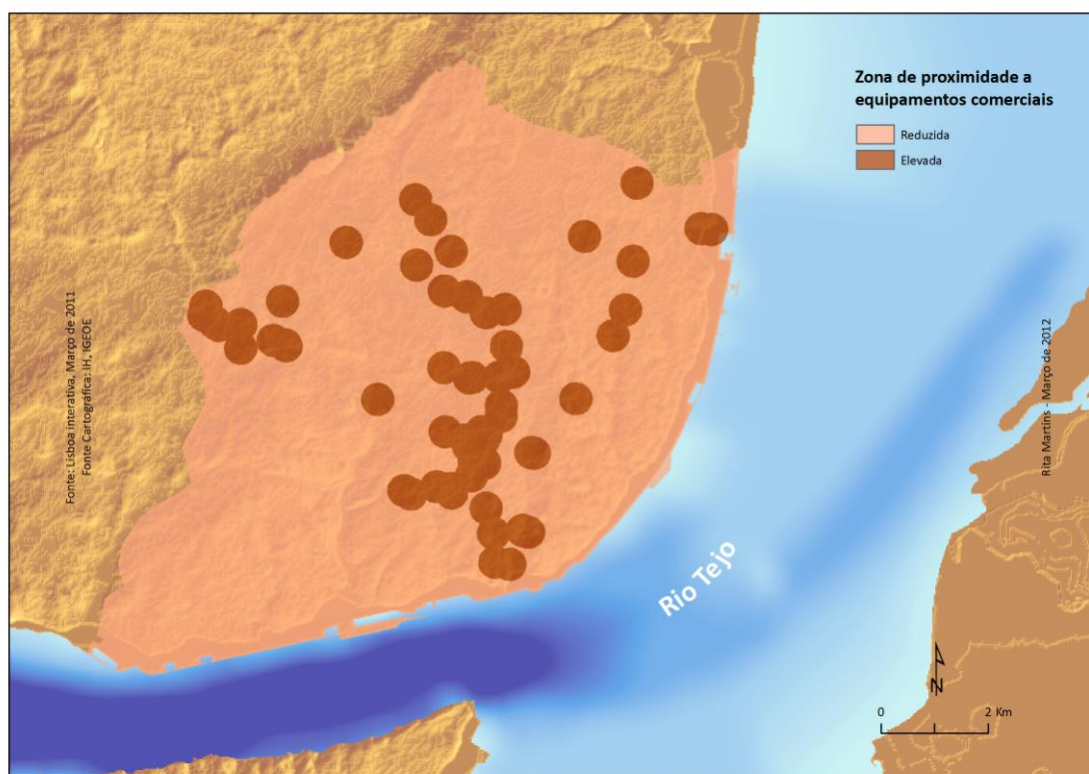 Zona de proximidade a
equipamentos comerciais
Reduzida
Elevada
Fonte: Lisboa interativa, Março de 2011
Fonte Cartográfica: IH, IGEOE
Rita Martins - Março de 2012
Rio Tejo
N
0 2 Km